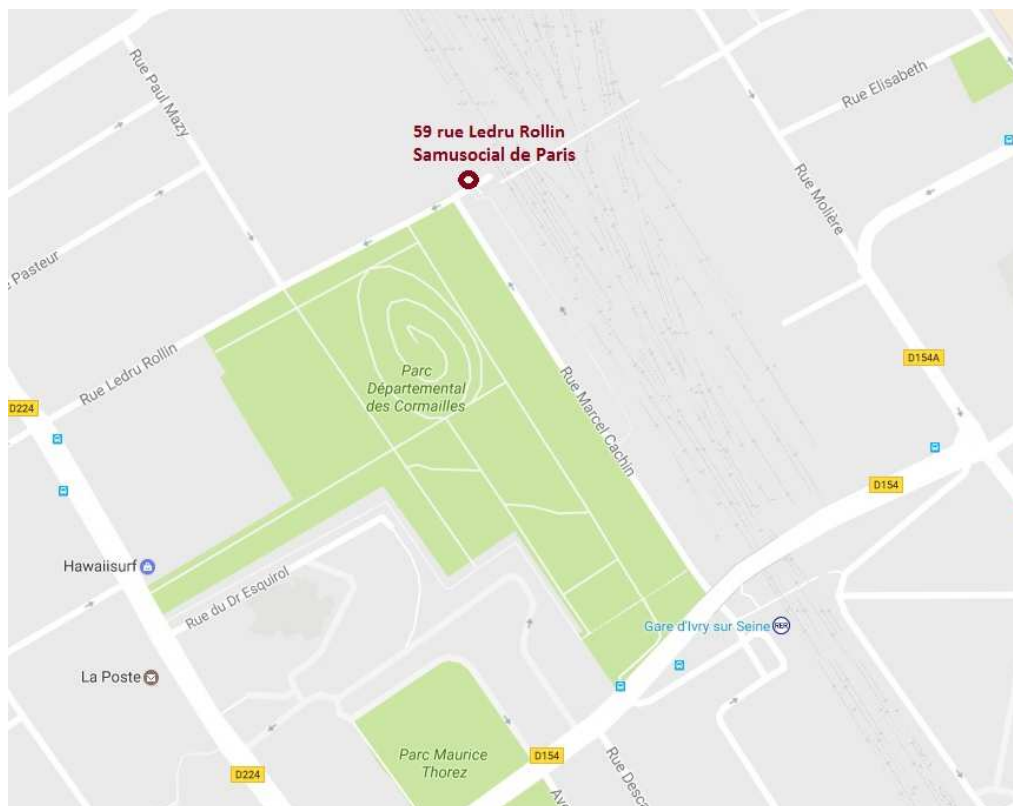 Rue Paul Mazy
Rue Elisabeth
59 rue Ledru Rollin
Samusocial de Paris
Rue Molière
Pasteur
Rue Ledru Rollin
D154A
Parc
Départemental
des Cormailles
Rue Marcel Cachin
D224
D154
Hawaiisurf
Rue du Dr Esquirol
Gare d'Ivry sur Seine
RER
La Poste
Parc Maurice
Thorez
D154
D224
Rue Desca
Ave